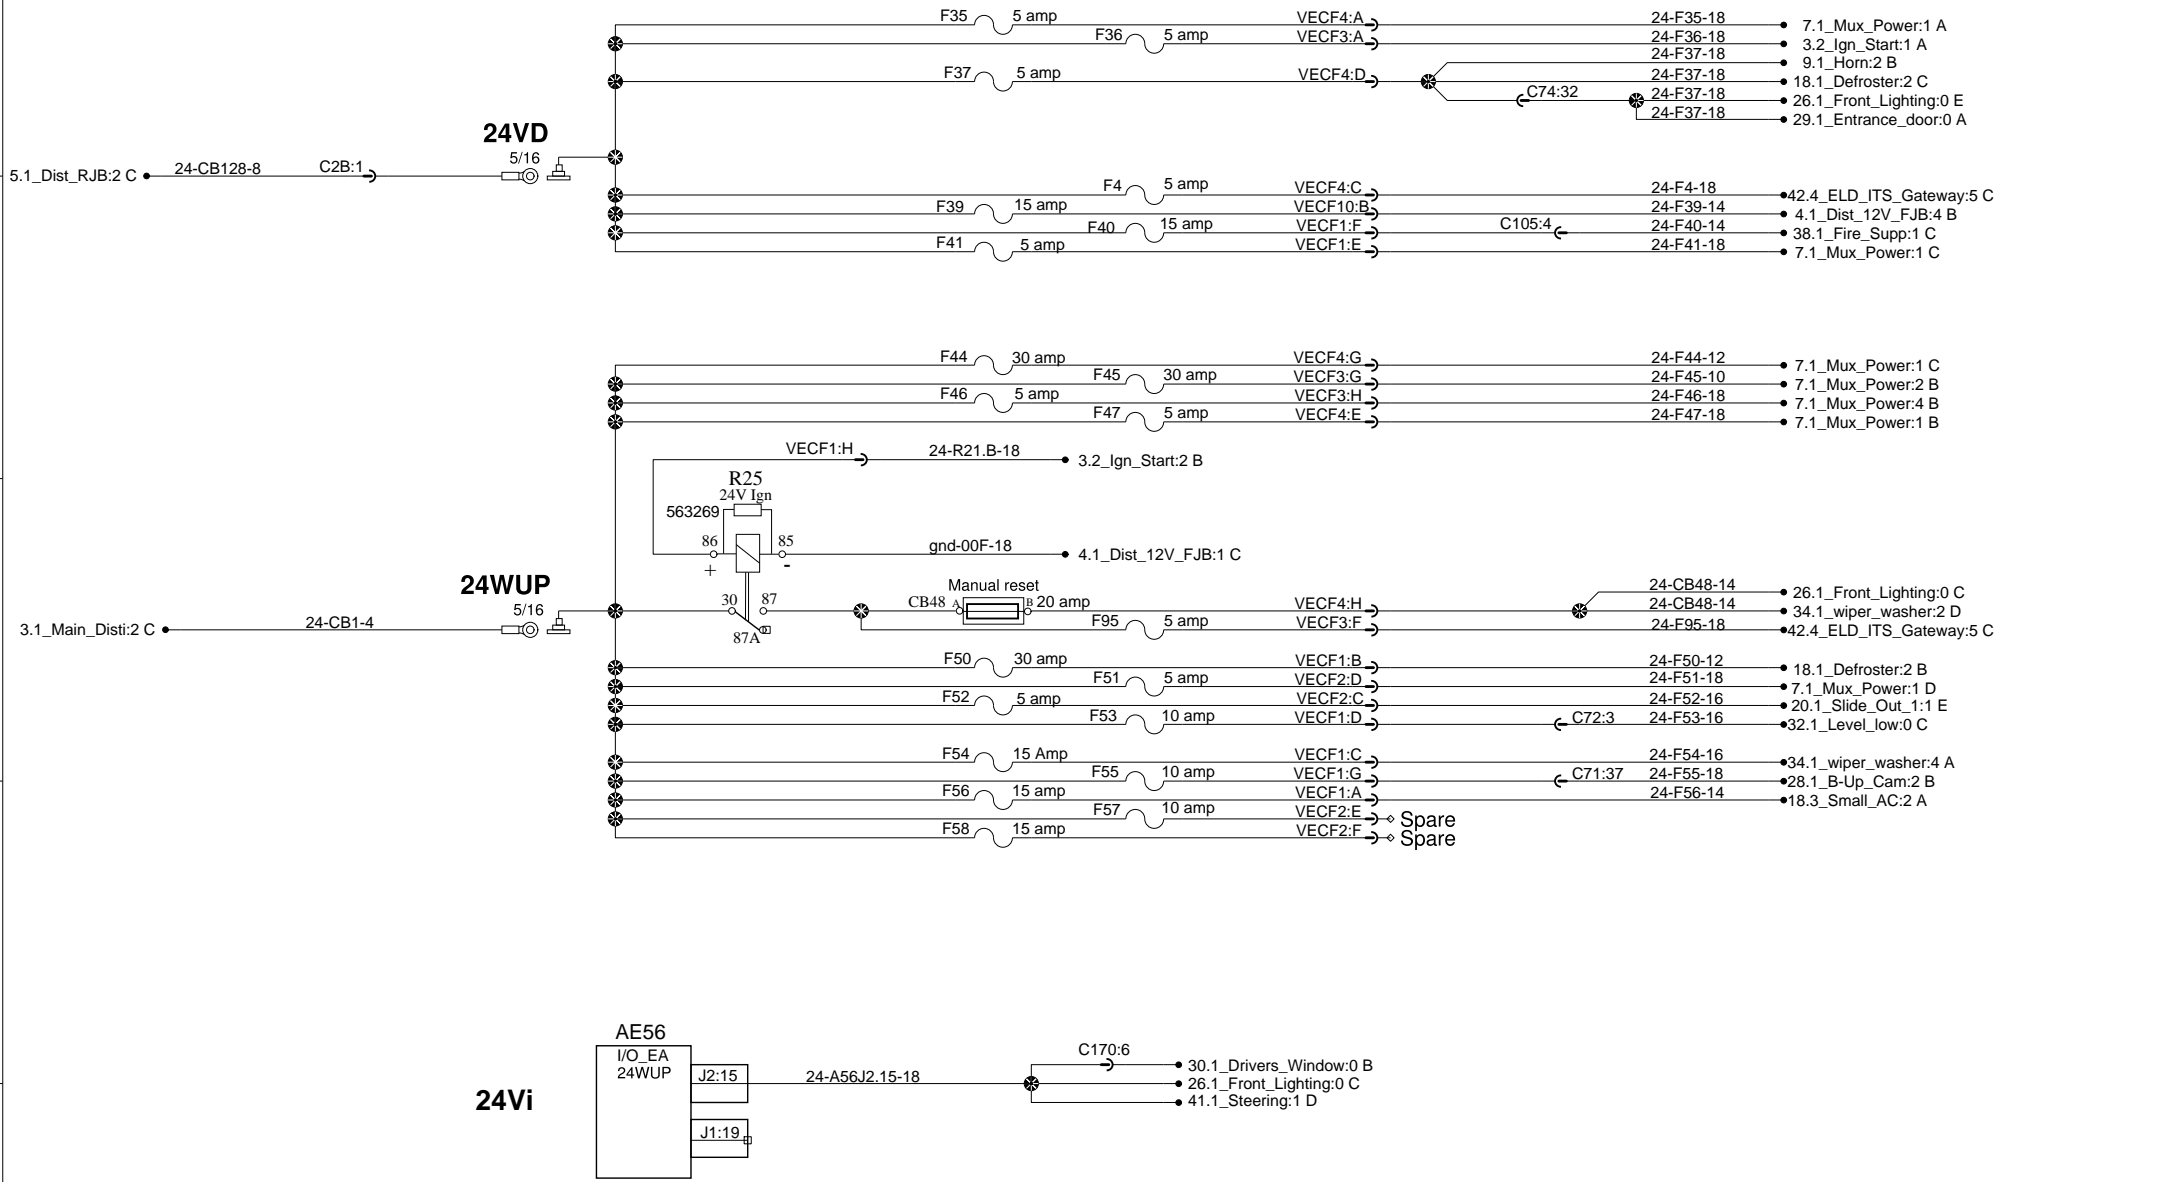 F35 5 amp VECF4:A 24-F35-18 7.1_Mux_Power:1 A
F36 5 amp VECF3:A 24-F36-18 3.2_Ign_Start:1 A
24-F37-18 9.1_Horn:2 B
F37 5 amp VECF4:D 24-F37-18 18.1_Defroster:2 C
C74:32 24-F37-18 26.1_Front_Lighting:0 E
24-F37-18 29.1_Entrance_door:0 A
24VD
5/16
5.1_Dist_RJB:2 C 24-CB128-8 C2B:1
F4 5 amp VECF4:C 24-F4-18 42.4_ELD_ITS_Gateway:5 C
F39 15 amp VECF10:B 24-F39-14 4.1_Dist_12V_FJB:4 B
F40 15 amp VECF1:F C105:4 24-F40-14 38.1_Fire_Supp:1 C
F41 5 amp VECF1:E 24-F41-18 7.1_Mux_Power:1 C
F44 30 amp VECF4:G 24-F44-12 7.1_Mux_Power:1 C
F45 30 amp VECF3:G 24-F45-10 7.1_Mux_Power:2 B
F46 5 amp VECF3:H 24-F46-18 7.1_Mux_Power:4 B
F47 5 amp VECF4:E 24-F47-18 7.1_Mux_Power:1 B
VECF1:H 24-R21.B-18 3.2_Ign_Start:2 B
R25
24V Ign
563269
86 85 gnd-00F-18 4.1_Dist_12V_FJB:1 C
+ -
24WUP
5/16
Manual reset
30 87 CB48 A B 20 amp VECF4:H
24-CB48-14 26.1_Front_Lighting:0 C
24-CB48-14 34.1_wiper_washer:2 D
87A
F95 5 amp VECF3:F 24-F95-18 42.4_ELD_ITS_Gateway:5 C
3.1_Main_Disti:2 C 24-CB1-4
F50 30 amp VECF1:B 24-F50-12 18.1_Defroster:2 B
F51 5 amp VECF2:D 24-F51-18 7.1_Mux_Power:1 D
F52 5 amp VECF2:C 24-F52-16 20.1_Slide_Out_1:1 E
F53 10 amp VECF1:D C72:3 24-F53-16 32.1_Level_low:0 C
F54 15 Amp VECF1:C 24-F54-16 34.1_wiper_washer:4 A
F55 10 amp VECF1:G C71:37 24-F55-18 28.1_B-Up_Cam:2 B
F56 15 amp VECF1:A 24-F56-14 18.3_Small_AC:2 A
F57 10 amp VECF2:E Spare
F58 15 amp VECF2:F Spare
AE56
I/O_EA
24WUP
24Vi
J2:15 24-A56J2.15-18
C170:6 30.1_Drivers_Window:0 B
26.1_Front_Lighting:0 C
41.1_Steering:1 D
J1:19